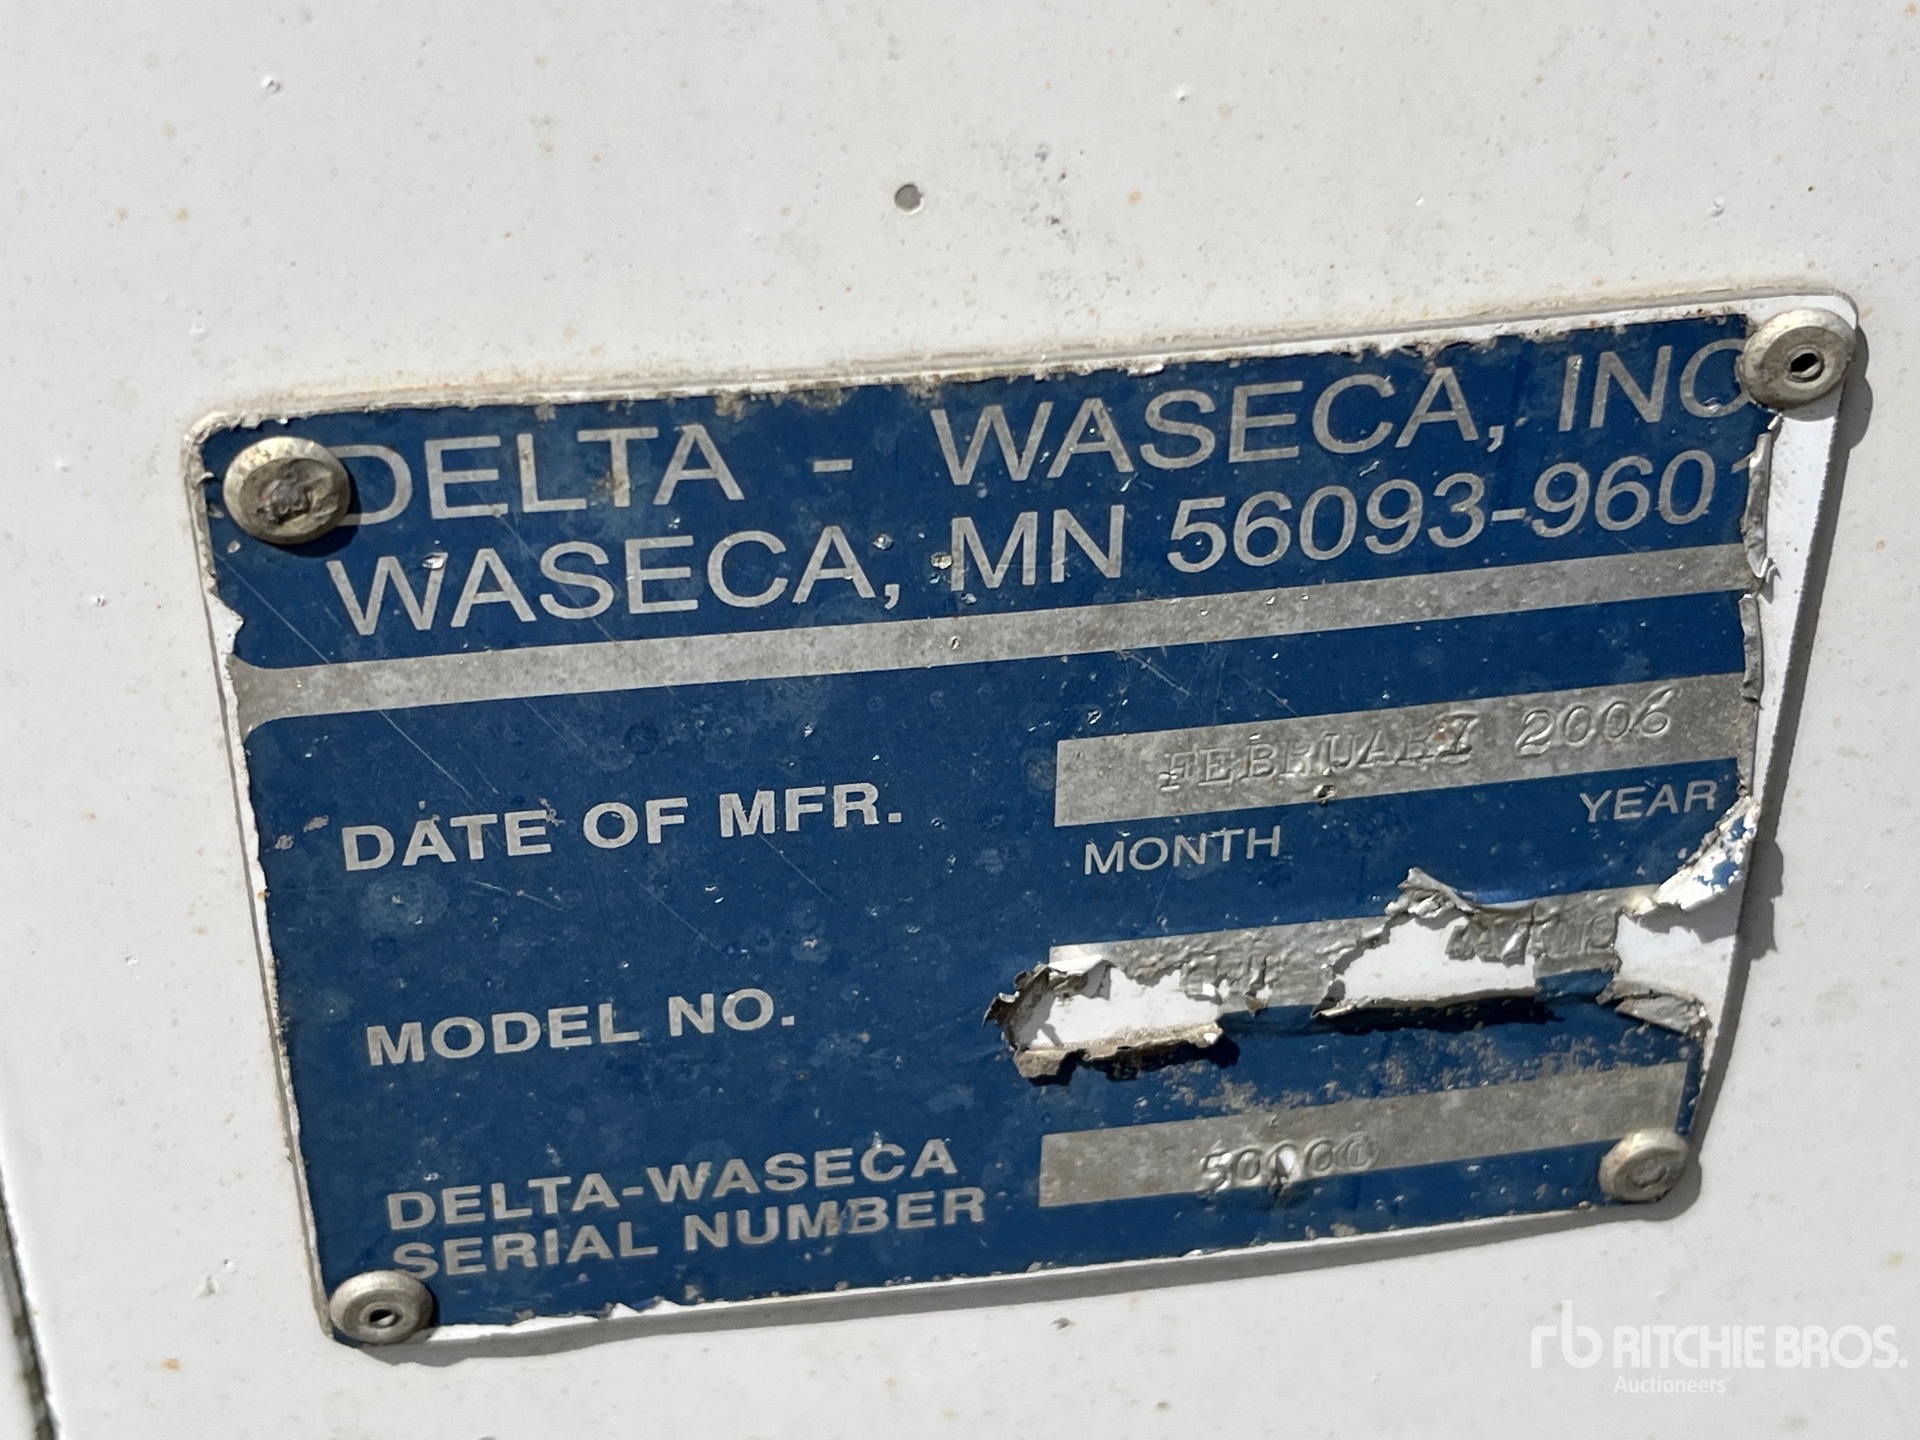 DELTA - WASECA, INC
WASECA, MN 56093-9601
DATE OF MFR. FEBRUARY 2006
MONTH YEAR
MODEL NO.
DELTA-WASECA
SERIAL NUMBER
RITCHIE BROS.
Auctioneers